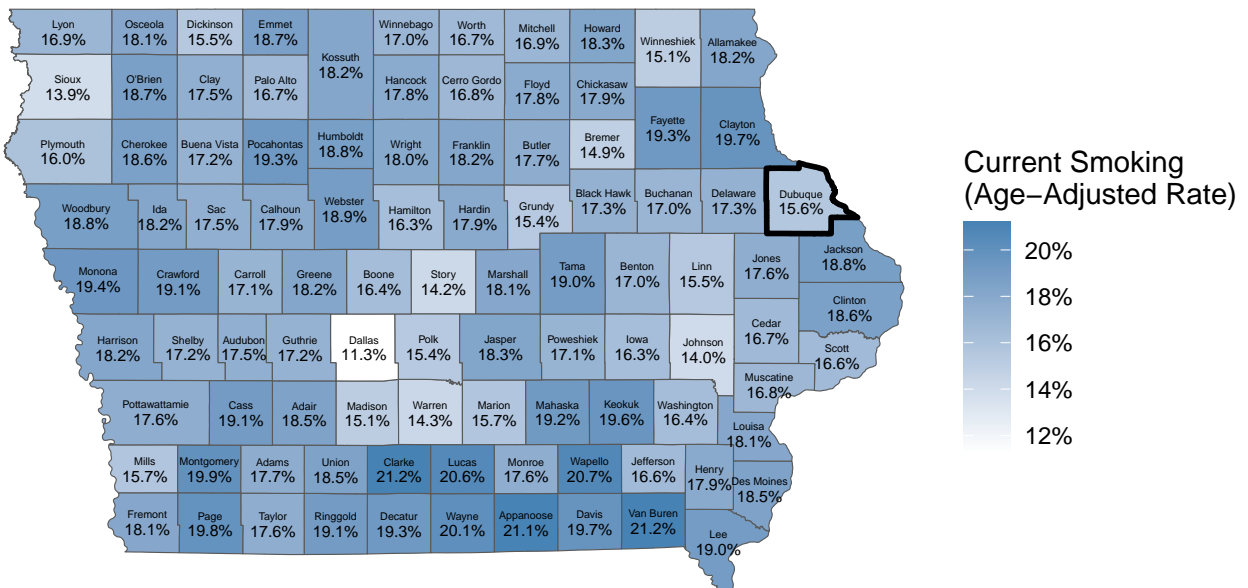 Lyon
16.9%
Osceola
18.1%
Dickinson
15.5%
Emmet
18.7%
Kossuth
18.2%
Winnebago
17.0%
Worth
16.7%
Mitchell
16.9%
Howard
18.3%
Winneshiek
15.1%
Allamakee
18.2%
Sioux
13.9%
O'Brien
18.7%
Clay
17.5%
Palo Alto
16.7%
Hancock
17.8%
Cerro Gordo
16.8%
Floyd
17.8%
Chickasaw
17.9%
Fayette
19.3%
Clayton
19.7%
Plymouth
16.0%
Cherokee
18.6%
Buena Vista
17.2%
Pocahontas
19.3%
Humboldt
18.8%
Wright
18.0%
Franklin
18.2%
Butler
17.7%
Bremer
14.9%
Woodbury
18.8%
Ida
18.2%
Sac
17.5%
Calhoun
17.9%
Webster
18.9%
Hamilton
16.3%
Hardin
17.9%
Grundy
15.4%
Black Hawk
17.3%
Buchanan
17.0%
Delaware
17.3%
Dubuque
15.6%
Monona
19.4%
Crawford
19.1%
Carroll
17.1%
Greene
18.2%
Boone
16.4%
Story
14.2%
Marshall
18.1%
Tama
19.0%
Benton
17.0%
Linn
15.5%
Jones
17.6%
Jackson
18.8%
Clinton
18.6%
Harrison
18.2%
Shelby
17.2%
Audubon
17.5%
Guthrie
17.2%
Dallas
11.3%
Polk
15.4%
Jasper
18.3%
Poweshiek
17.1%
Iowa
16.3%
Johnson
14.0%
Cedar
16.7%
Scott
16.6%
Muscatine
16.8%
Pottawattamie
17.6%
Cass
19.1%
Adair
18.5%
Madison
15.1%
Warren
14.3%
Marion
15.7%
Mahaska
19.2%
Keokuk
19.6%
Washington
16.4%
Louisa
18.1%
Mills
15.7%
Montgomery
19.9%
Adams
17.7%
Union
18.5%
Clarke
21.2%
Lucas
20.6%
Monroe
17.6%
Wapello
20.7%
Jefferson
16.6%
Henry
17.9%
Des Moines
18.5%
Fremont
18.1%
Page
19.8%
Taylor
17.6%
Ringgold
19.1%
Decatur
19.3%
Wayne
20.1%
Appanoose
21.1%
Davis
19.7%
Van Buren
21.2%
Lee
19.0%
Current Smoking
(Age−Adjusted Rate)
20%
18%
16%
14%
12%